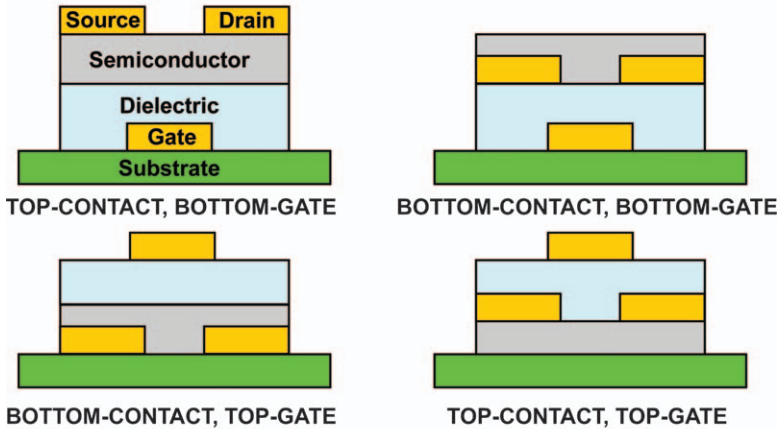 Source Drain
Semiconductor
Dielectric
Gate
Substrate
TOP-CONTACT, BOTTOM-GATE
BOTTOM-CONTACT, BOTTOM-GATE
BOTTOM-CONTACT, TOP-GATE
TOP-CONTACT, TOP-GATE